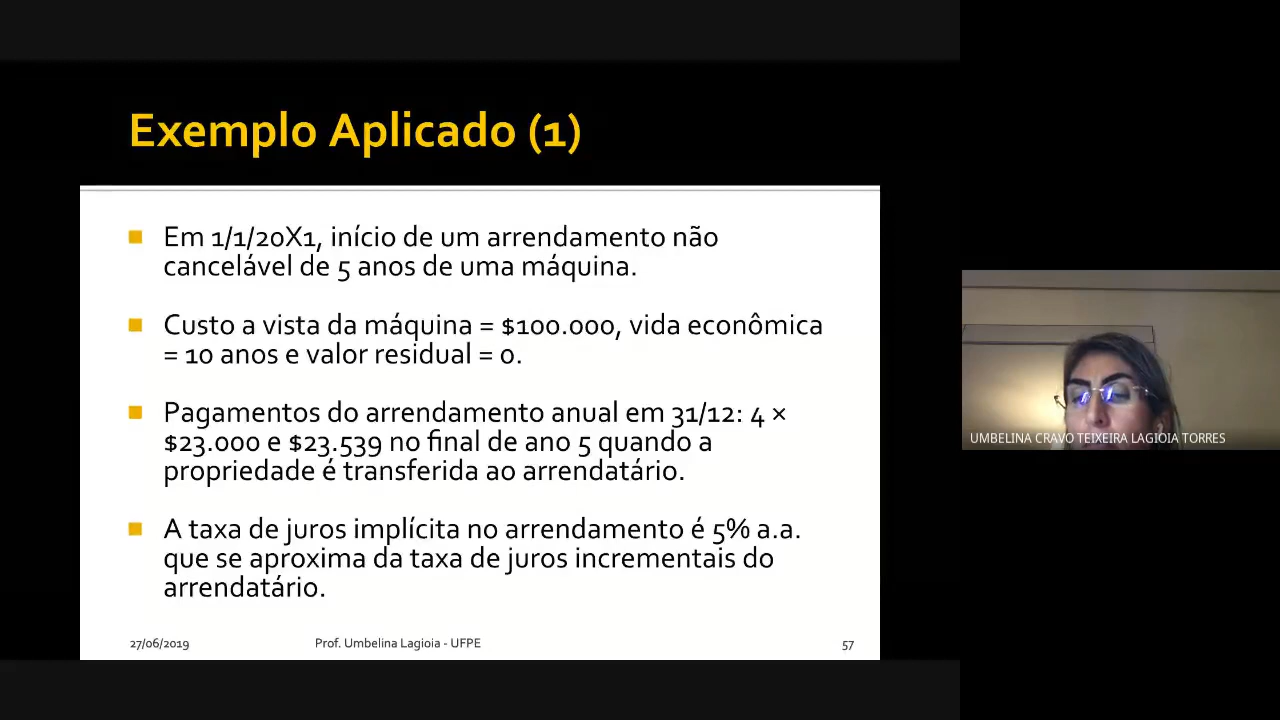 Exemplo Aplicado (1)
Em 1/1/20X1, início de um arrendamento não
cancelável de 5 anos de uma máquina.
Custo a vista da máquina = $100.000, vida econômica
= 10 anos e valor residual = 0.
Pagamentos do arrendamento anual em 31/12: 4 ×
$23.000 e $23.539 no final de ano 5 quando a
propriedade é transferida ao arrendatário.
A taxa de juros implícita no arrendamento é 5% a.a.
que se aproxima da taxa de juros incrementais do
arrendatário.
27/06/2019 Prof. Umbelina Lagioia - UFPE 57
UMBELINA CRAVO TEIXEIRA LAGIOIA TORRES